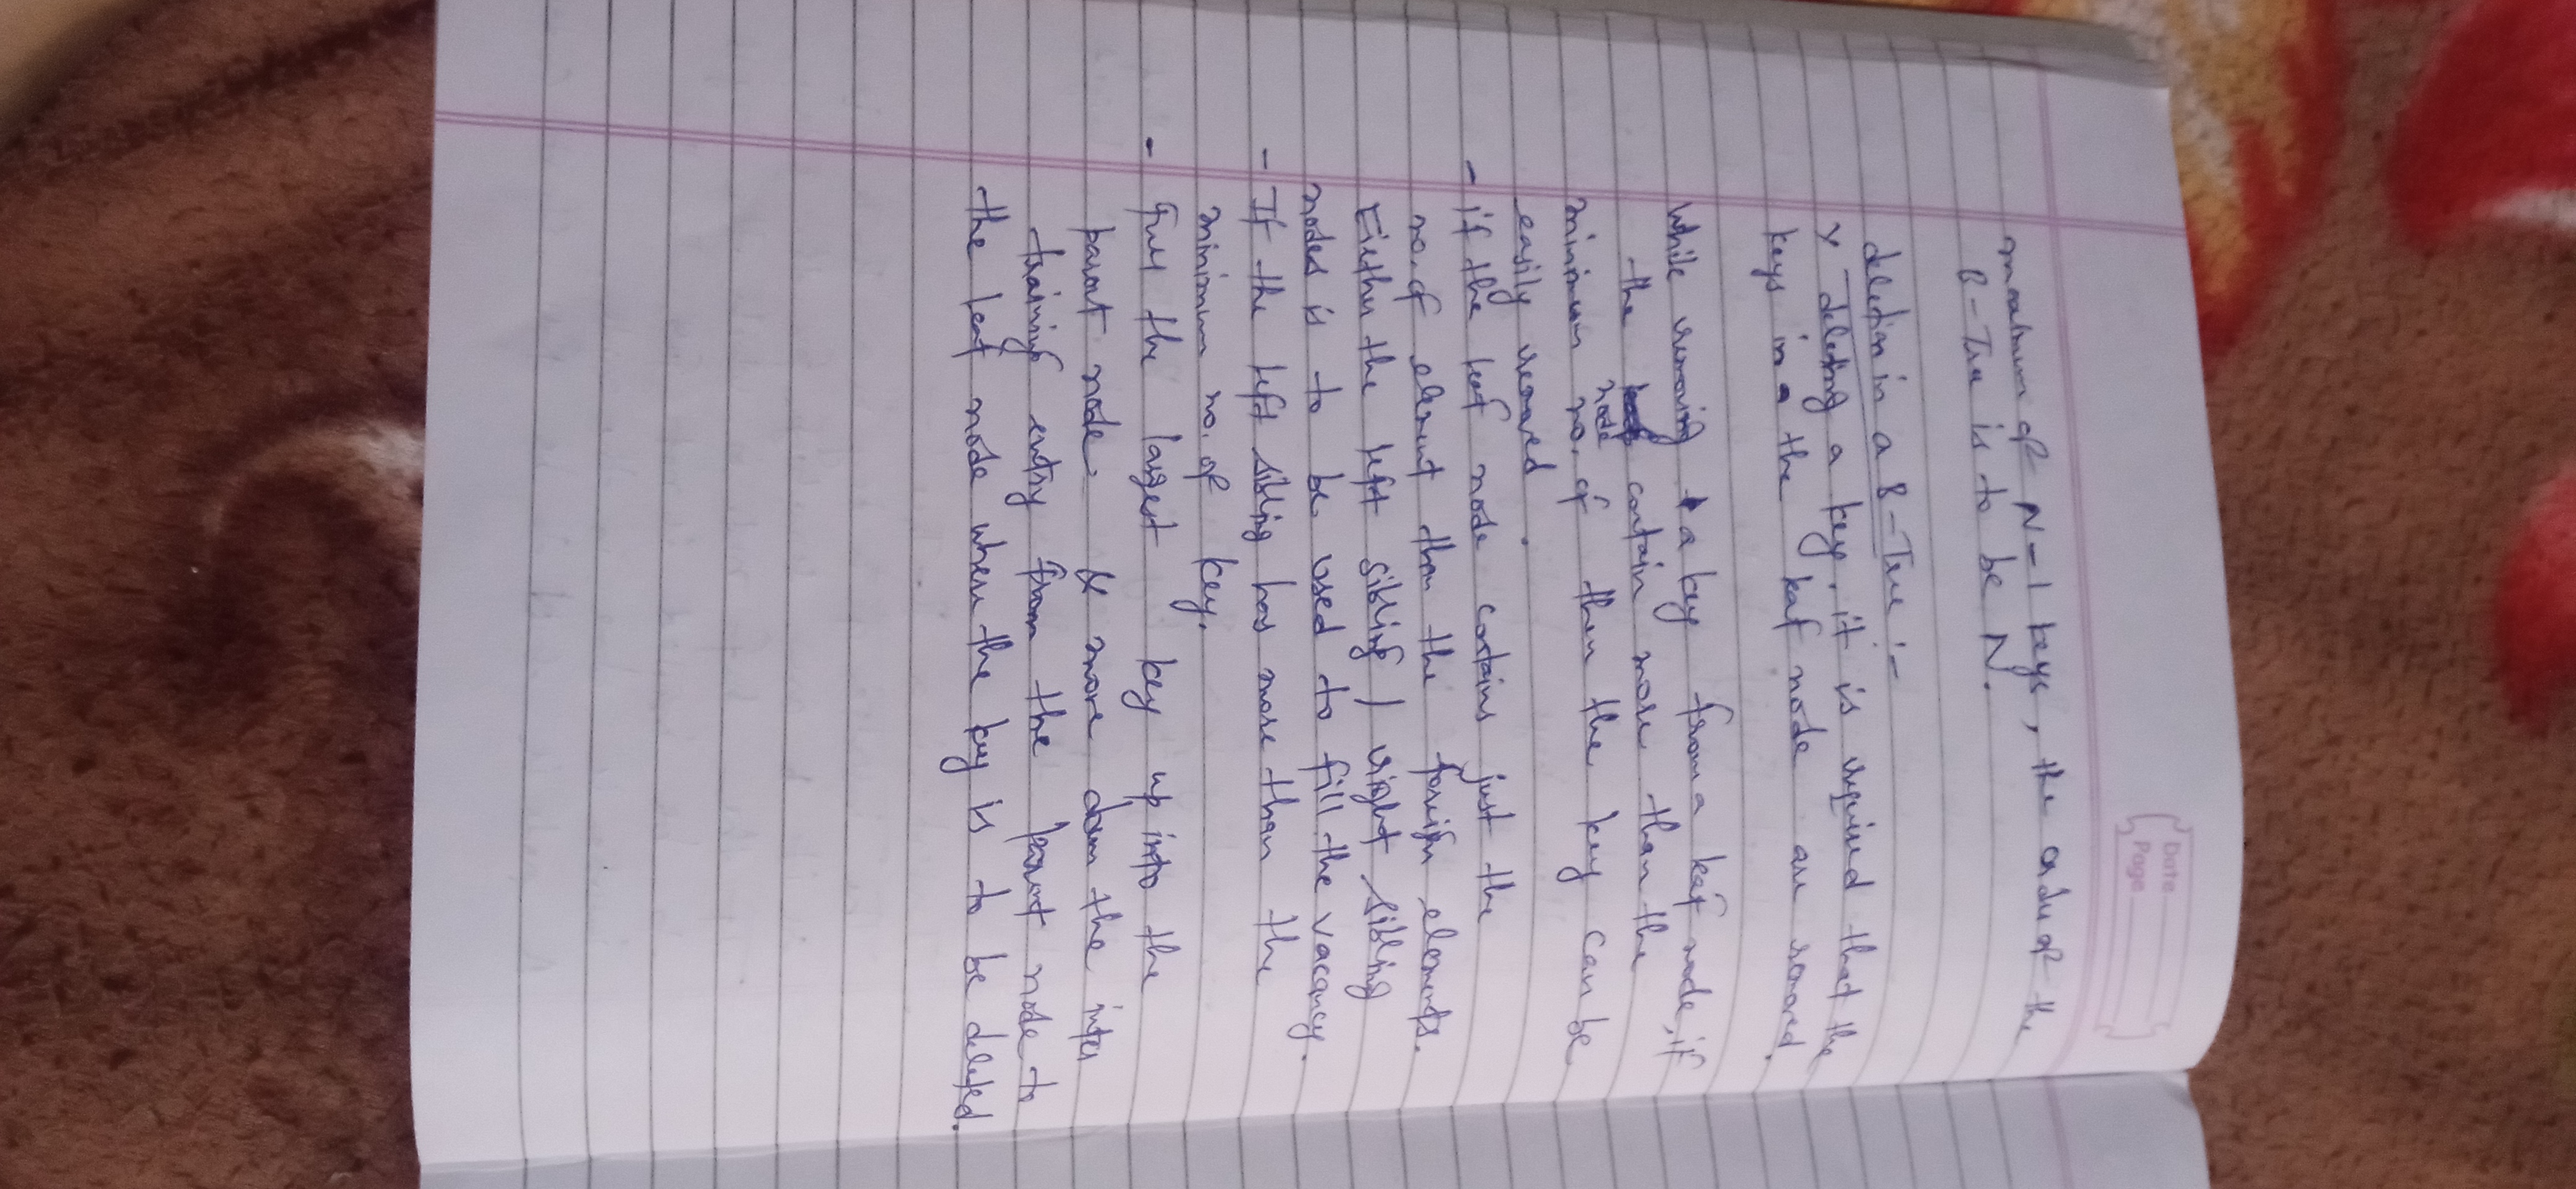 Date
Page
maximum of N-1 keys, the order of the
B-Tree is to be N.
deletion in a B-Tree :-
deleting a key, it is required that the
keys in the leaf node are removed.
While removing a key from a leaf node, if
the contain more than the
node
minimum no. of then the key can be
easily removed.
- if the leaf node contains just the
no. of element then the foreign elements.
Eiether the left sibling / right sibling
nodes is to be used to fill the vacancy.
- If the left sibling has more than the
minimum no. of key.
- the largest key up into the
parent node & move down the inter
training entry from the parent node to
the leaf node where the key is to be deleted.